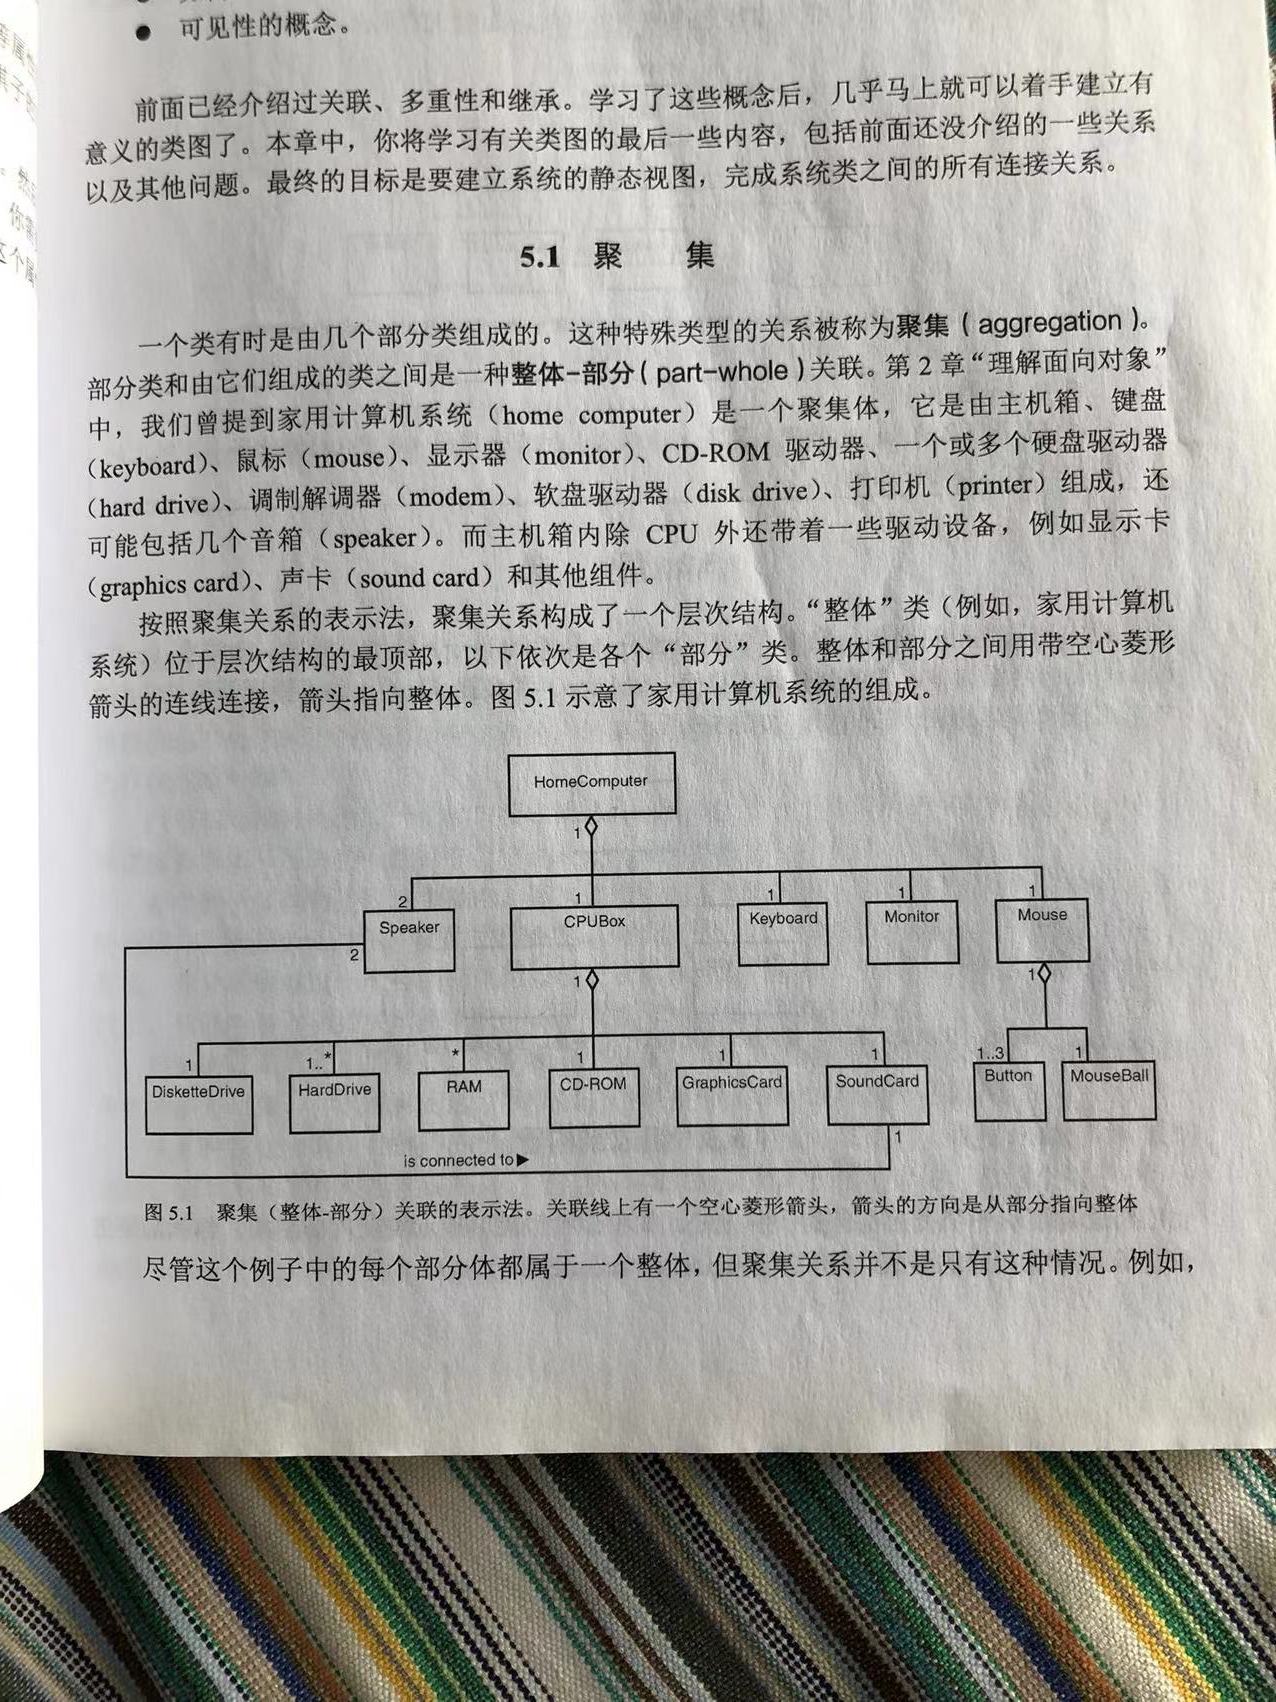 ● 可见性的概念。
前面已经介绍过关联、多重性和继承。学习了这些概念后，几乎马上就可以着手建立有
意义的类图了。本章中，你将学习有关类图的最后一些内容，包括前面还没介绍的一些关系
以及其他问题。最终的目标是要建立系统的静态视图，完成系统类之间的所有连接关系。
5.1 聚 集
一个类有时是由几个部分类组成的。这种特殊类型的关系被称为聚集（aggregation）。
部分类和由它们组成的类之间是一种整体-部分（part-whole）关联。第 2 章“理解面向对象”
中，我们曾提到家用计算机系统（home computer）是一个聚集体，它是由主机箱、键盘
（keyboard）、鼠标（mouse）、显示器（monitor）、CD-ROM 驱动器、一个或多个硬盘驱动器
（hard drive）、调制解调器（modem）、软盘驱动器（disk drive）、打印机（printer）组成，还
可能包括几个音箱（speaker）。而主机箱内除 CPU 外还带着一些驱动设备，例如显示卡
（graphics card）、声卡（sound card）和其他组件。
按照聚集关系的表示法，聚集关系构成了一个层次结构。“整体”类（例如，家用计算机
系统）位于层次结构的最顶部，以下依次是各个“部分”类。整体和部分之间用带空心菱形
箭头的连线连接，箭头指向整体。图 5.1 示意了家用计算机系统的组成。
HomeComputer
1
2 1 1 1 1
Speaker CPUBox Keyboard Monitor Mouse
2 1 1
1 1..* * 1 1 1 1..3 1
DisketteDrive HardDrive RAM CD-ROM GraphicsCard SoundCard Button MouseBall
1
is connected to ▶
图 5.1 聚集（整体-部分）关联的表示法。关联线上有一个空心菱形箭头，箭头的方向是从部分指向整体
尽管这个例子中的每个部分体都属于一个整体，但聚集关系并不是只有这种情况。例如，